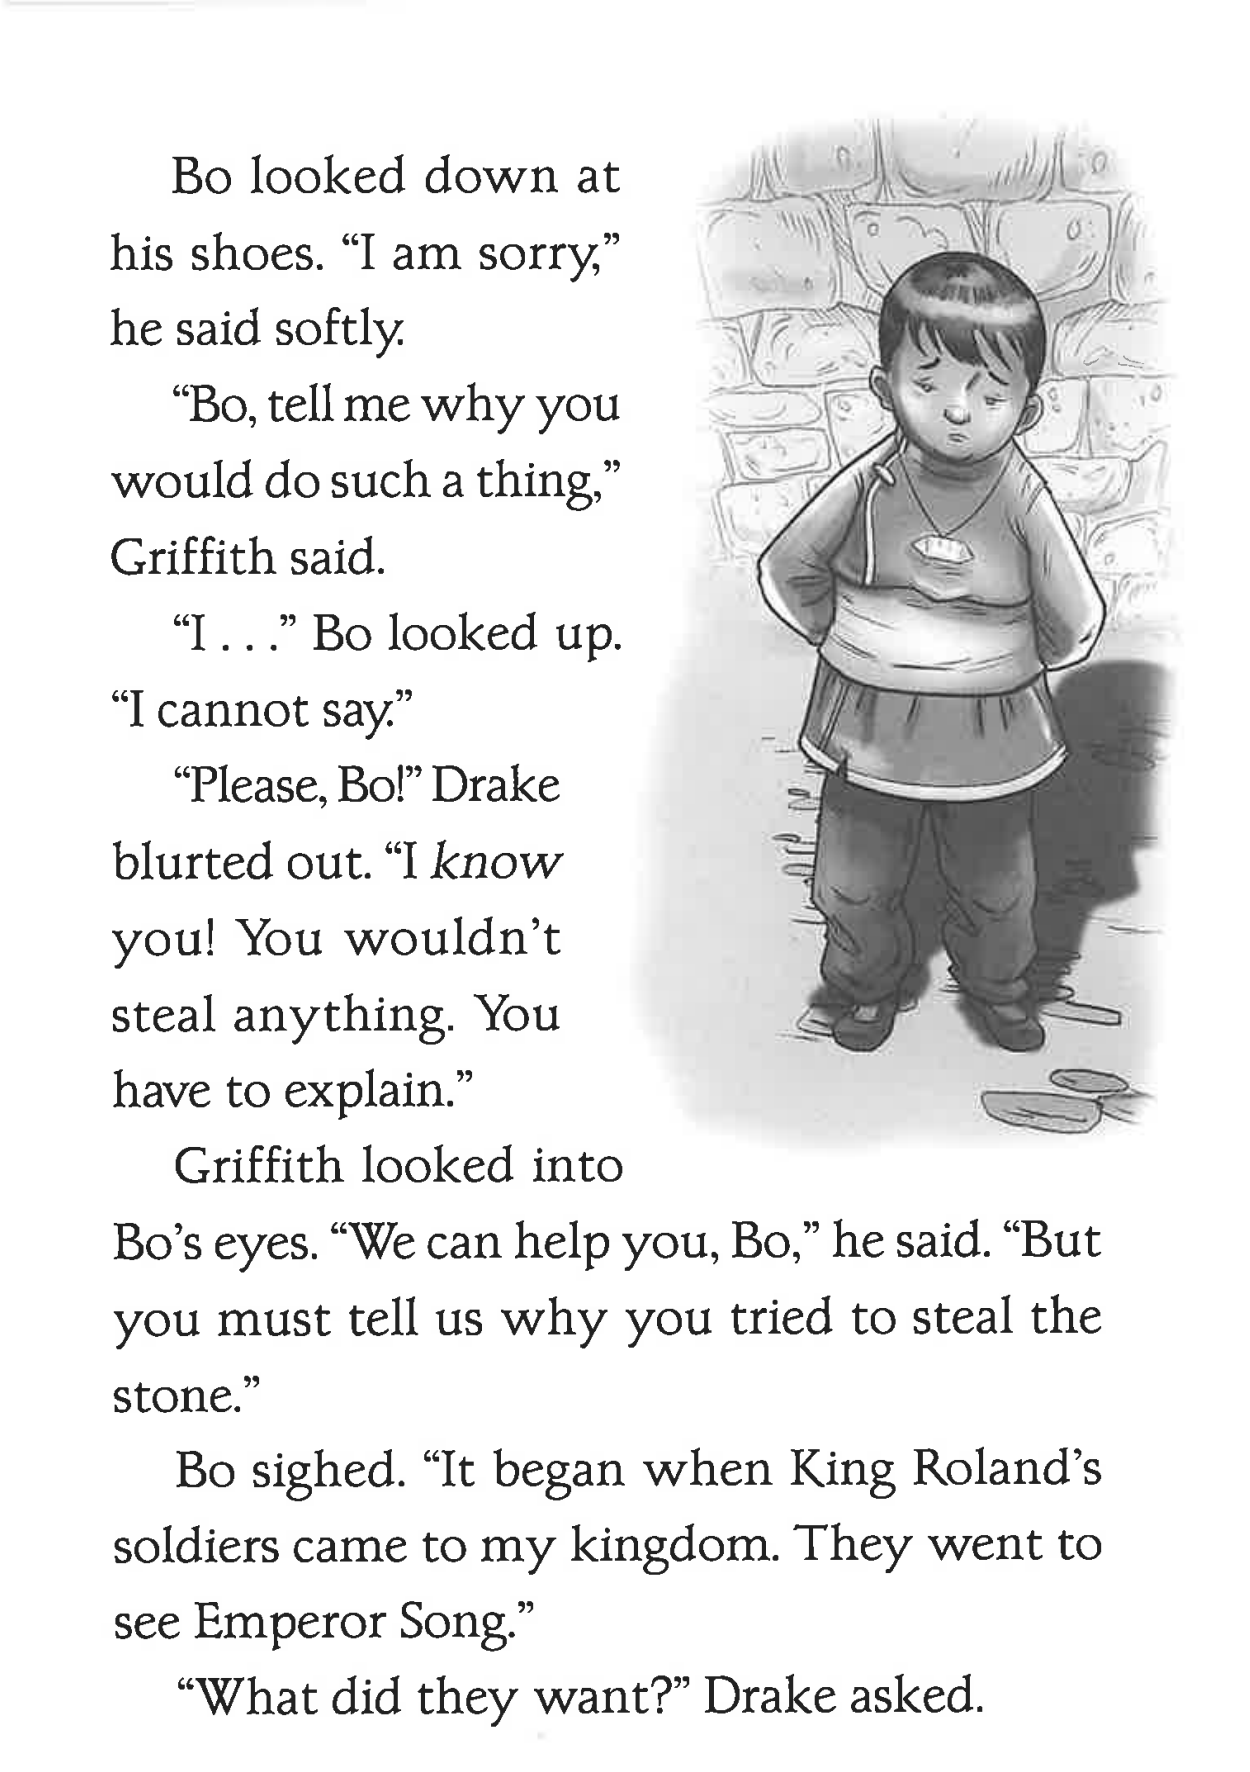 Bo looked down at
his shoes. “I am sorry,”
he said softly.
“Bo, tell me why you
would do such a thing,”
Griffith said.
“I . . .” Bo looked up.
“I cannot say.”
“Please, Bo!” Drake
blurted out. “I know
you! You wouldn’t
steal anything. You
have to explain.”
Griffith looked into
Bo’s eyes. “We can help you, Bo,” he said. “But
you must tell us why you tried to steal the
stone.”
Bo sighed. “It began when King Roland’s
soldiers came to my kingdom. They went to
see Emperor Song.”
“What did they want?” Drake asked.